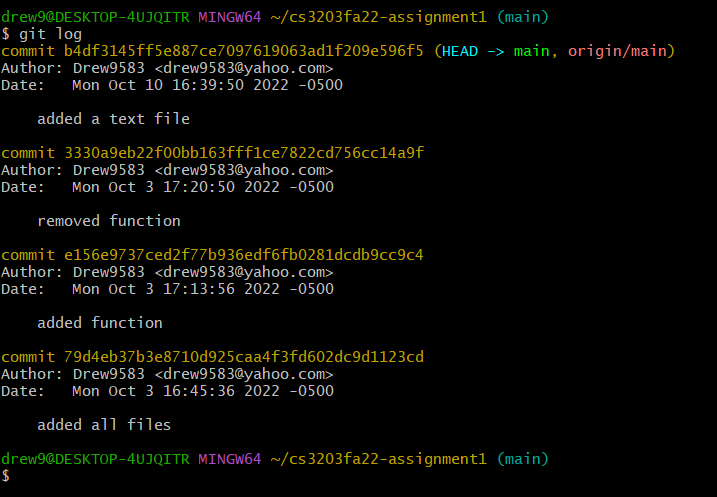 drew9@DESKTOP-4UJQITR MINGW64 ~/cs3203fa22-assignment1 (main)
$ git log
commit b4df3145ff5e887ce7097619063ad1f209e596f5 (HEAD -> main, origin/main)
Author: Drew9583 <drew9583@yahoo.com>
Date:   Mon Oct 10 16:39:50 2022 -0500
    added a text file
commit 3330a9eb22f00bb163fff1ce7822cd756cc14a9f
Author: Drew9583 <drew9583@yahoo.com>
Date:   Mon Oct 3 17:20:50 2022 -0500
    removed function
commit e156e9737ced2f77b936edf6fb0281dcdb9cc9c4
Author: Drew9583 <drew9583@yahoo.com>
Date:   Mon Oct 3 17:13:56 2022 -0500
    added function
commit 79d4eb37b3e8710d925caa4f3fd602dc9d1123cd
Author: Drew9583 <drew9583@yahoo.com>
Date:   Mon Oct 3 16:45:36 2022 -0500
    added all files
drew9@DESKTOP-4UJQITR MINGW64 ~/cs3203fa22-assignment1 (main)
$